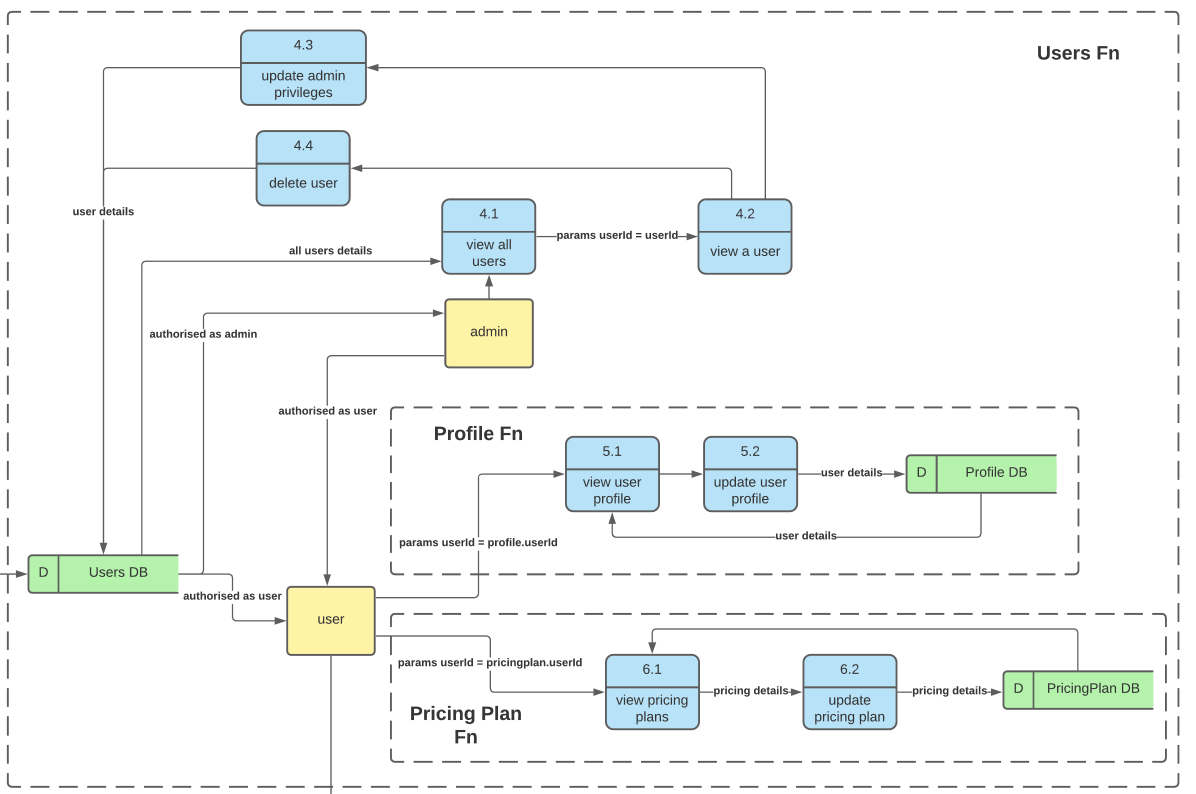 Users Fn
4.3
update admin
privileges
4.4
delete user
user details
4.1
view all
users
params userId = userId
4.2
view a user
all users details
authorised as admin
admin
authorised as user
Profile Fn
5.1
view user
profile
5.2
update user
profile
user details
D
Profile DB
user details
params userId = profile.userId
D
Users DB
authorised as user
user
params userId = pricingplan.userId
6.1
view pricing
plans
pricing details
6.2
update
pricing plan
pricing details
D
PricingPlan DB
Pricing Plan
Fn